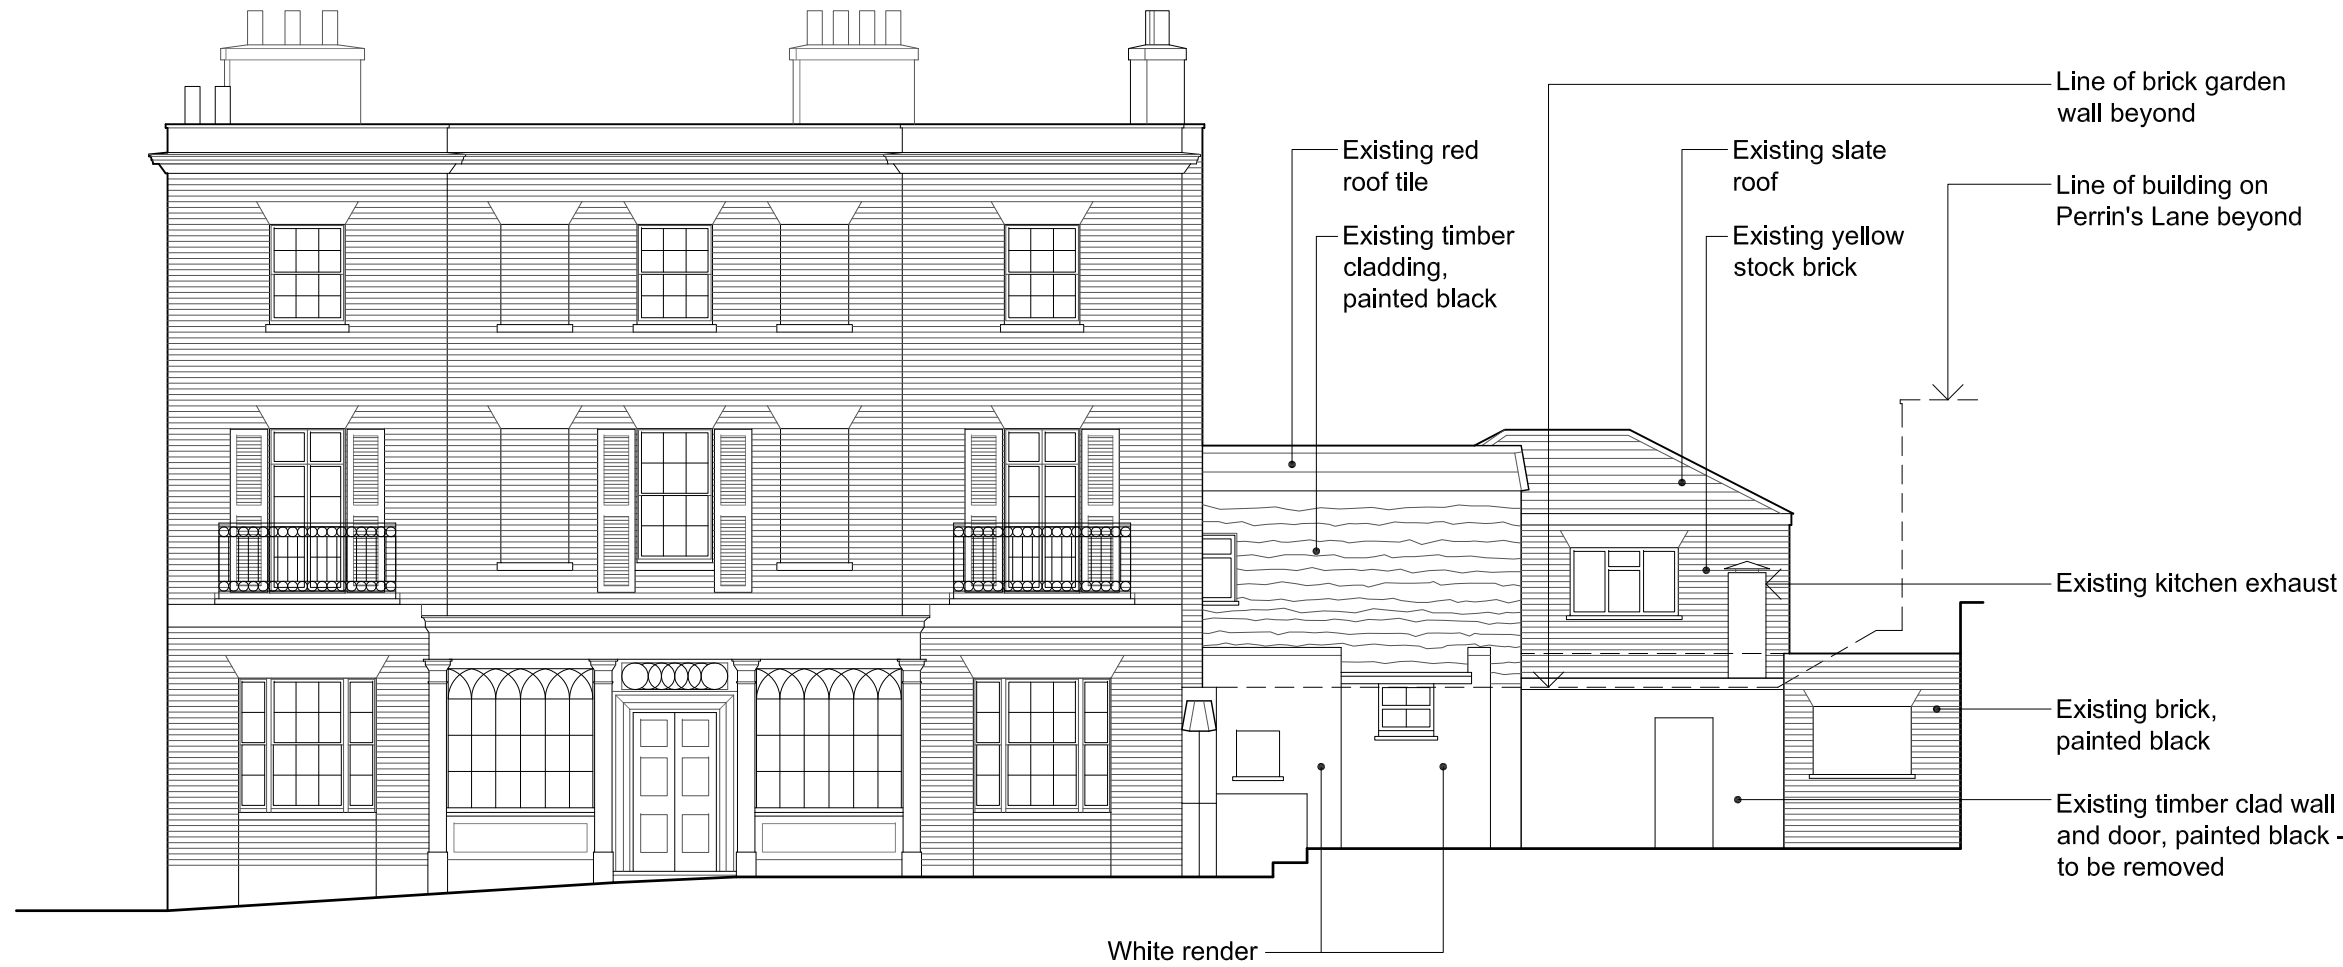 Line of brick garden
wall beyond
Existing red
roof tile
Existing slate
roof
Line of building on
Perrin's Lane beyond
Existing timber
cladding,
painted black
Existing yellow
stock brick
Existing kitchen exhaust
Existing brick,
painted black
Existing timber clad wall
and door, painted black -
to be removed
White render